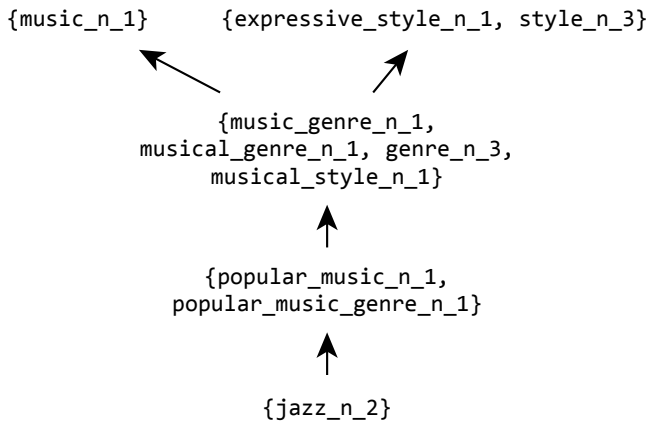 {music_n_1} {expressive_style_n_1, style_n_3}
{music_genre_n_1,
musical_genre_n_1, genre_n_3,
musical_style_n_1}
{popular_music_n_1,
popular_music_genre_n_1}
{jazz_n_2}